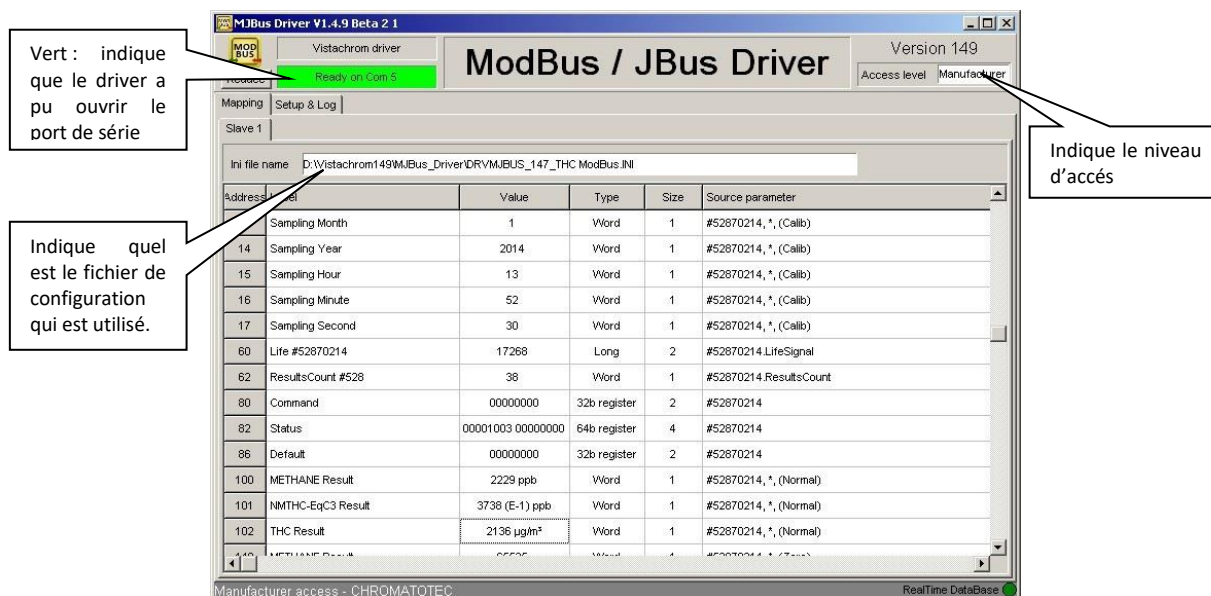 MJBus Driver V1.4.9 Beta 2 1
Vert : indique
que le driver a
pu ouvrir le
port de série
MOD
BUS
Vistachrom driver
Ready on Com 5
ModBus / JBus Driver
Version 149
Access level Manufacturer
Mapping Setup & Log
Slave 1
Indique le niveau
d'accés
Ini file name D:\Vistachrom149\MJBus_Driver\DRVMJBUS_147_THC ModBus.INI
Address Value Type Size Source parameter
Sampling Month 1 Word 1 #52870214, *, (Calib)
14 Sampling Year 2014 Word 1 #52870214, *, (Calib)
15 Sampling Hour 13 Word 1 #52870214, *, (Calib)
16 Sampling Minute 52 Word 1 #52870214, *, (Calib)
17 Sampling Second 30 Word 1 #52870214, *, (Calib)
Indique quel
est le fichier de
configuration
qui est utilisé.
60 Life #52870214 17268 Long 2 #52870214.LifeSignal
62 ResultsCount #528 38 Word 1 #52870214.ResultsCount
80 Command 00000000 32b register 2 #52870214
82 Status 00001003 00000000 64b register 4 #52870214
86 Default 00000000 32b register 2 #52870214
100 METHANE Result 2229 ppb Word 1 #52870214, *, (Normal)
101 NMTHC-EqC3 Result 3738 (E-1) ppb Word 1 #52870214, *, (Normal)
102 THC Result 2136 µg/m³ Word 1 #52870214, *, (Normal)
Manufacturer access - CHROMATOTEC RealTime DataBase